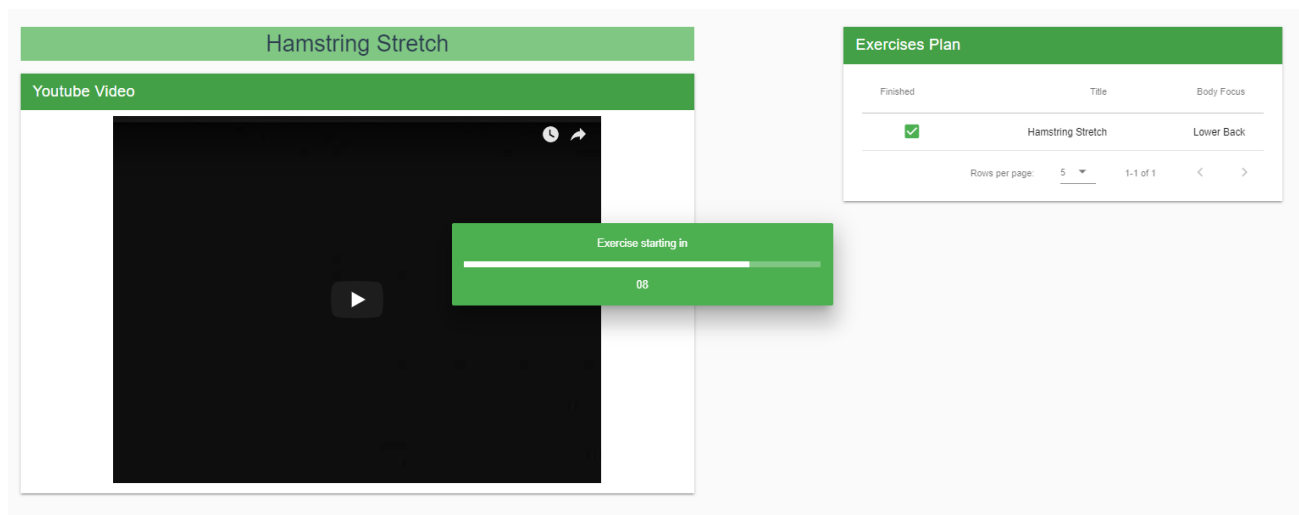 Hamstring Stretch
Youtube Video
Exercise starting in
08
Exercises Plan
Finished Title Body Focus
Hamstring Stretch Lower Back
Rows per page: 5 1-1 of 1